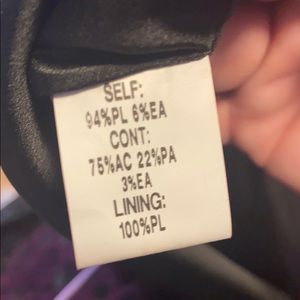 SELF:
94%PL 6%EA
CONT:
75%AC 22%PA
3%EA
LINING:
100%PL